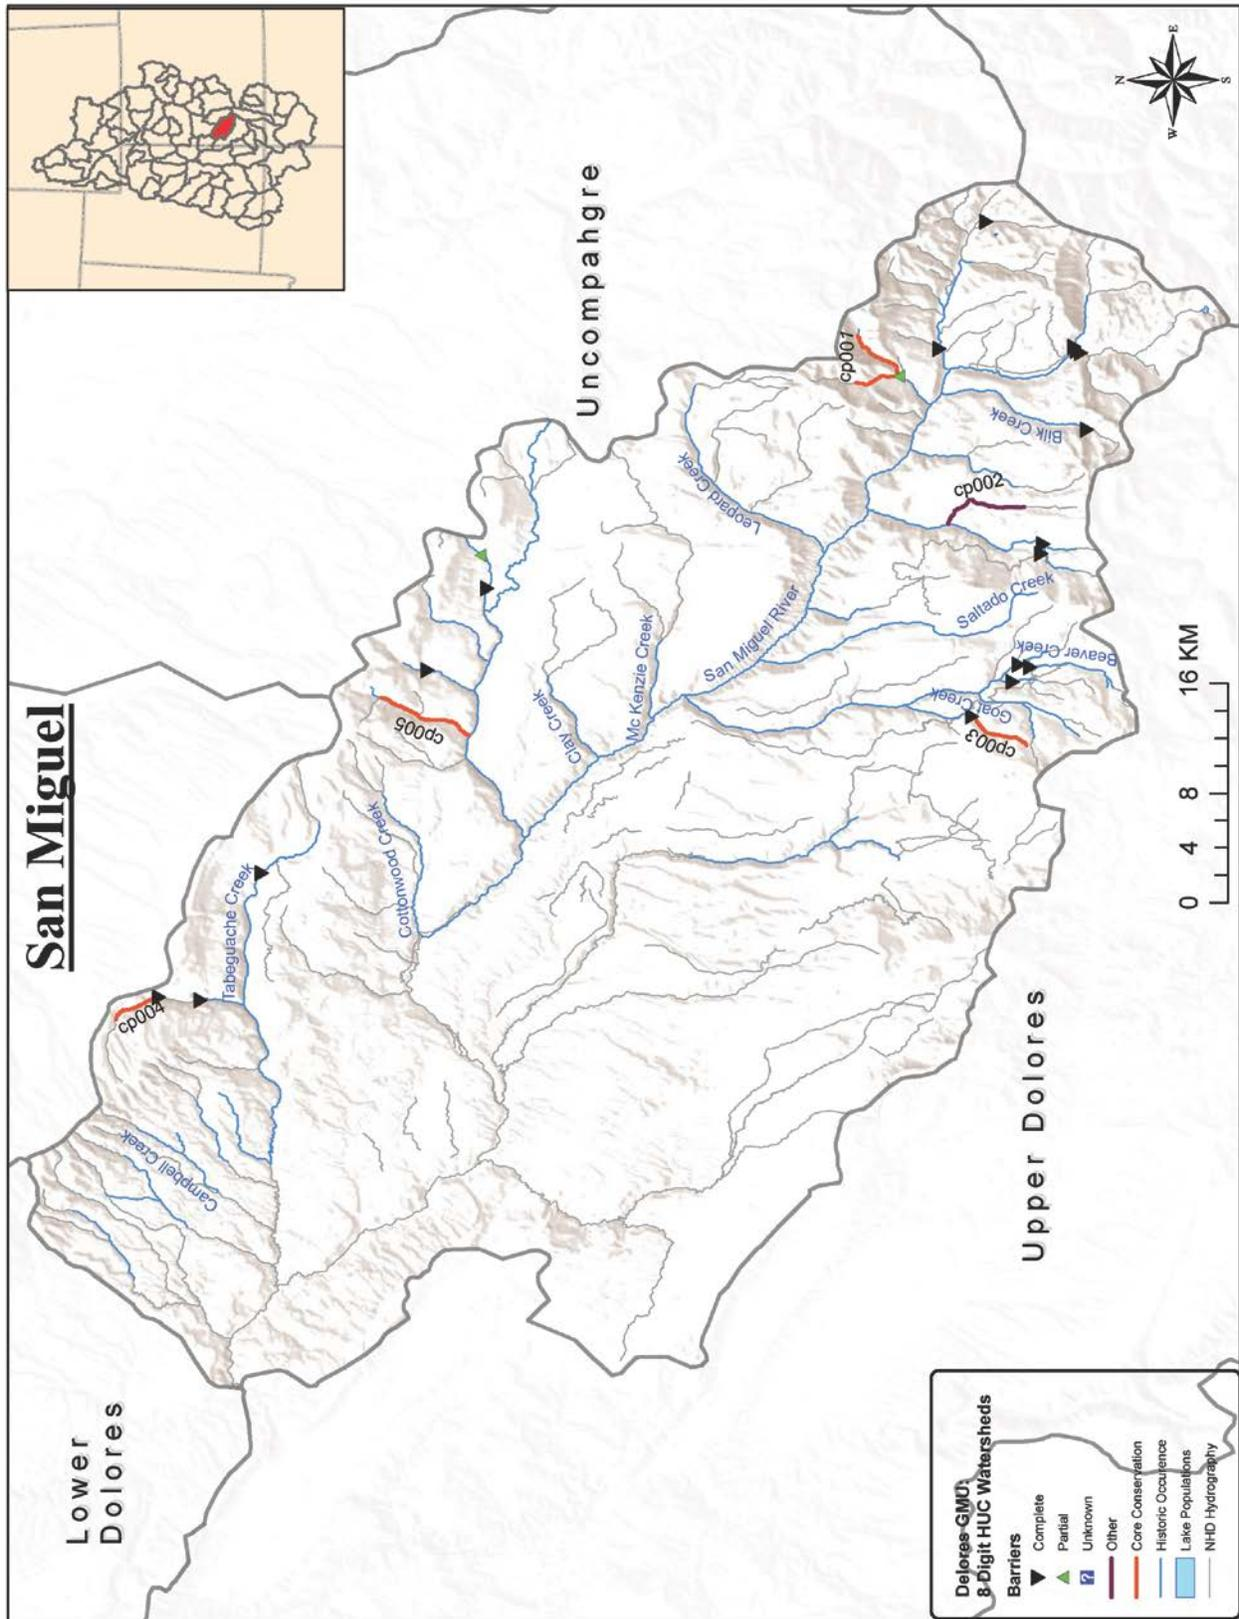 San Miguel
Lower
Dolores
Uncompahgre
Upper Dolores
cp004
Campbell Creek
Tabeguache Creek
Cottonwood Creek
cp005
Clay Creek
Mc Kenzie Creek
San Miguel River
Leopard Creek
cp001
cp002
Bilk Creek
Saltado Creek
Beaver Creek
Goat Creek
cp003
N
E
S
W
0 4 8 16 KM
Delores GMU:
8-Digit HUC Watersheds
Barriers
Complete
Partial
? Unknown
Other
Core Conservation
Historic Occurence
Lake Populations
NHD Hydrography